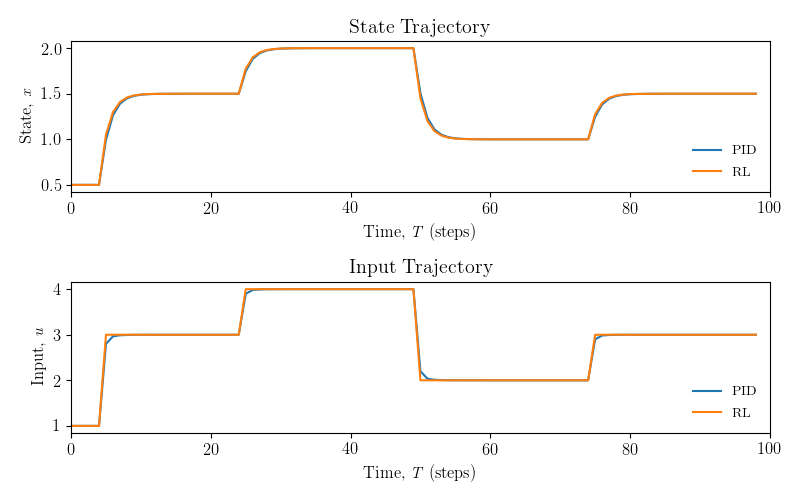 State Trajectory
State, x
2.0
1.5
1.0
0.5
PID
RL
0 20 40 60 80 100
Time, T (steps)
Input Trajectory
Input, u
4
3
2
1
PID
RL
0 20 40 60 80 100
Time, T (steps)